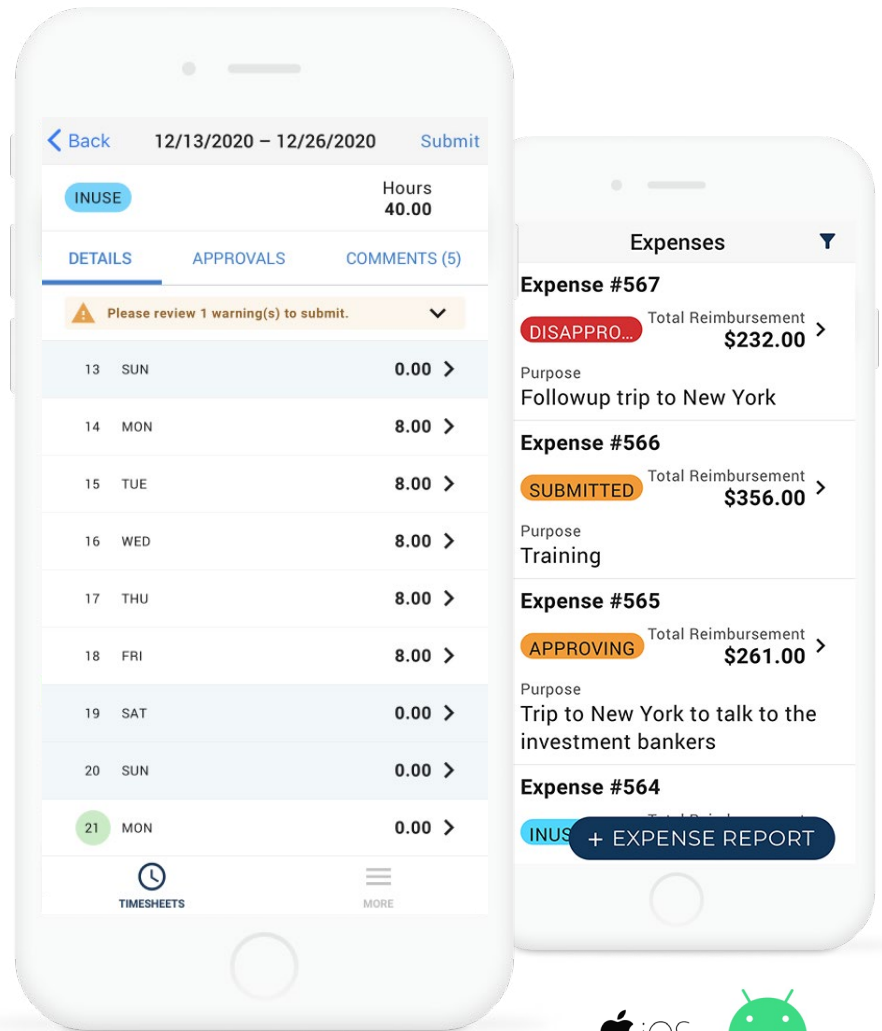 Back 12/13/2020 – 12/26/2020 Submit
INUSE
Hours
40.00
DETAILS APPROVALS COMMENTS (5)
Please review 1 warning(s) to submit.
13 SUN 0.00
14 MON 8.00
15 TUE 8.00
16 WED 8.00
17 THU 8.00
18 FRI 8.00
19 SAT 0.00
20 SUN 0.00
21 MON 0.00
TIMESHEETS MORE
Expenses
Expense #567
DISAPPRO...
Total Reimbursement
$232.00
Purpose
Followup trip to New York
Expense #566
SUBMITTED
Total Reimbursement
$356.00
Purpose
Training
Expense #565
APPROVING
Total Reimbursement
$261.00
Purpose
Trip to New York to talk to the
investment bankers
Expense #564
INUS
+ EXPENSE REPORT
iOS